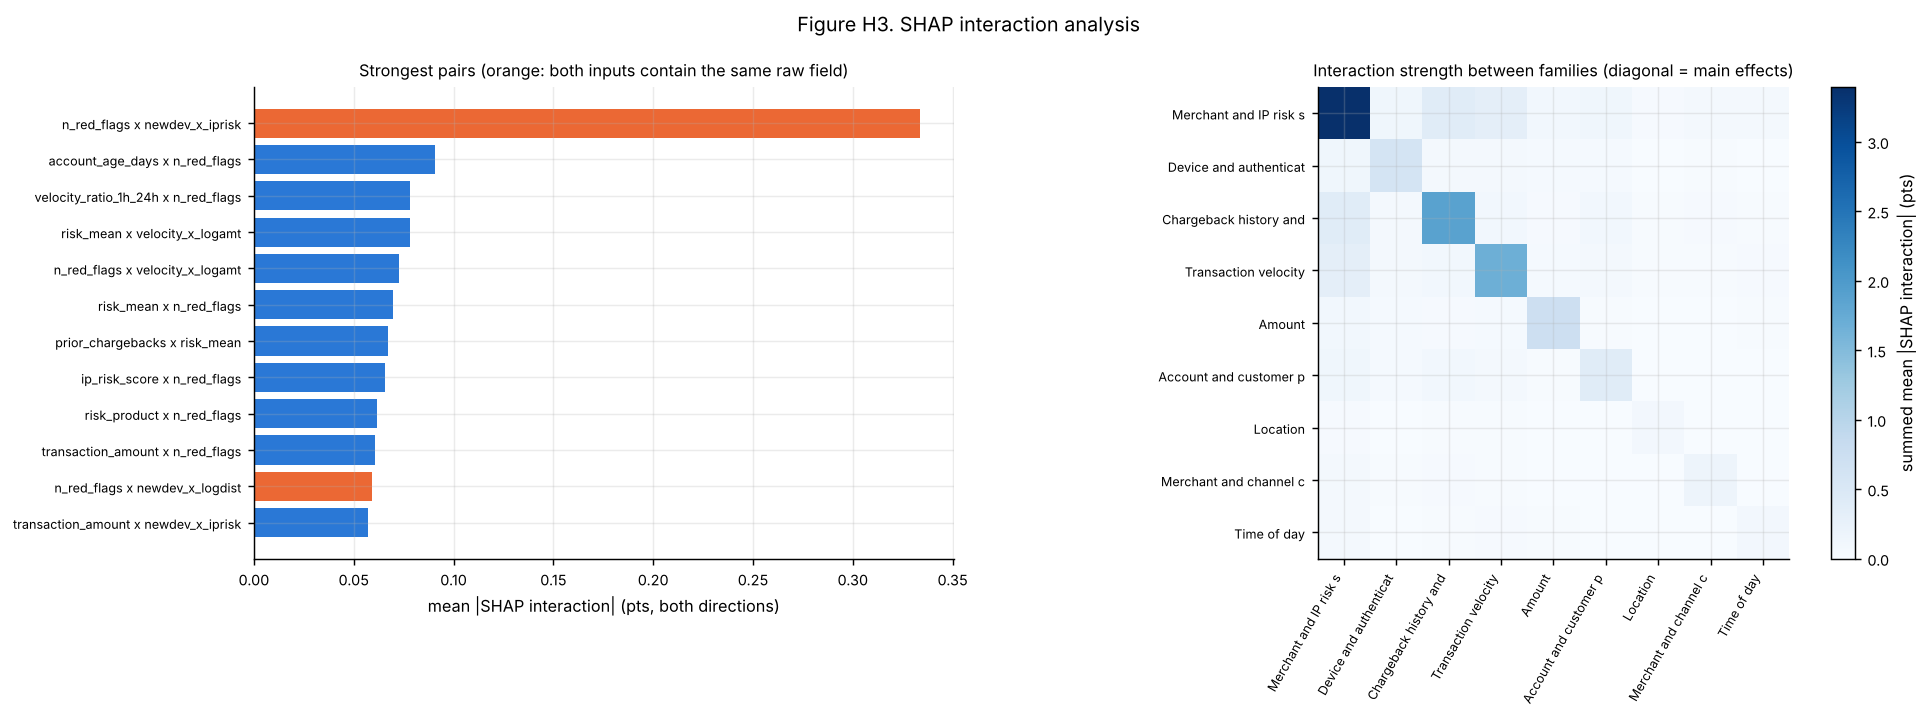 Figure H3. SHAP interaction analysis
Strongest pairs (orange: both inputs contain the same raw field)
n_red_flags x newdev_x_iprisk
account_age_days x n_red_flags
velocity_ratio_1h_24h x n_red_flags
risk_mean x velocity_x_logamt
n_red_flags x velocity_x_logamt
risk_mean x n_red_flags
prior_chargebacks x risk_mean
ip_risk_score x n_red_flags
risk_product x n_red_flags
transaction_amount x n_red_flags
n_red_flags x newdev_x_logdist
transaction_amount x newdev_x_iprisk
0.00 0.05 0.10 0.15 0.20 0.25 0.30 0.35
mean |SHAP interaction| (pts, both directions)
Interaction strength between families (diagonal = main effects)
Merchant and IP risk s
Device and authenticat
Chargeback history and
Transaction velocity
Amount
Account and customer p
Location
Merchant and channel c
Time of day
Merchant and IP risk s
Device and authenticat
Chargeback history and
Transaction velocity
Amount
Account and customer p
Location
Merchant and channel c
Time of day
3.0
2.5
2.0
1.5
1.0
0.5
0.0
summed mean |SHAP interaction| (pts)